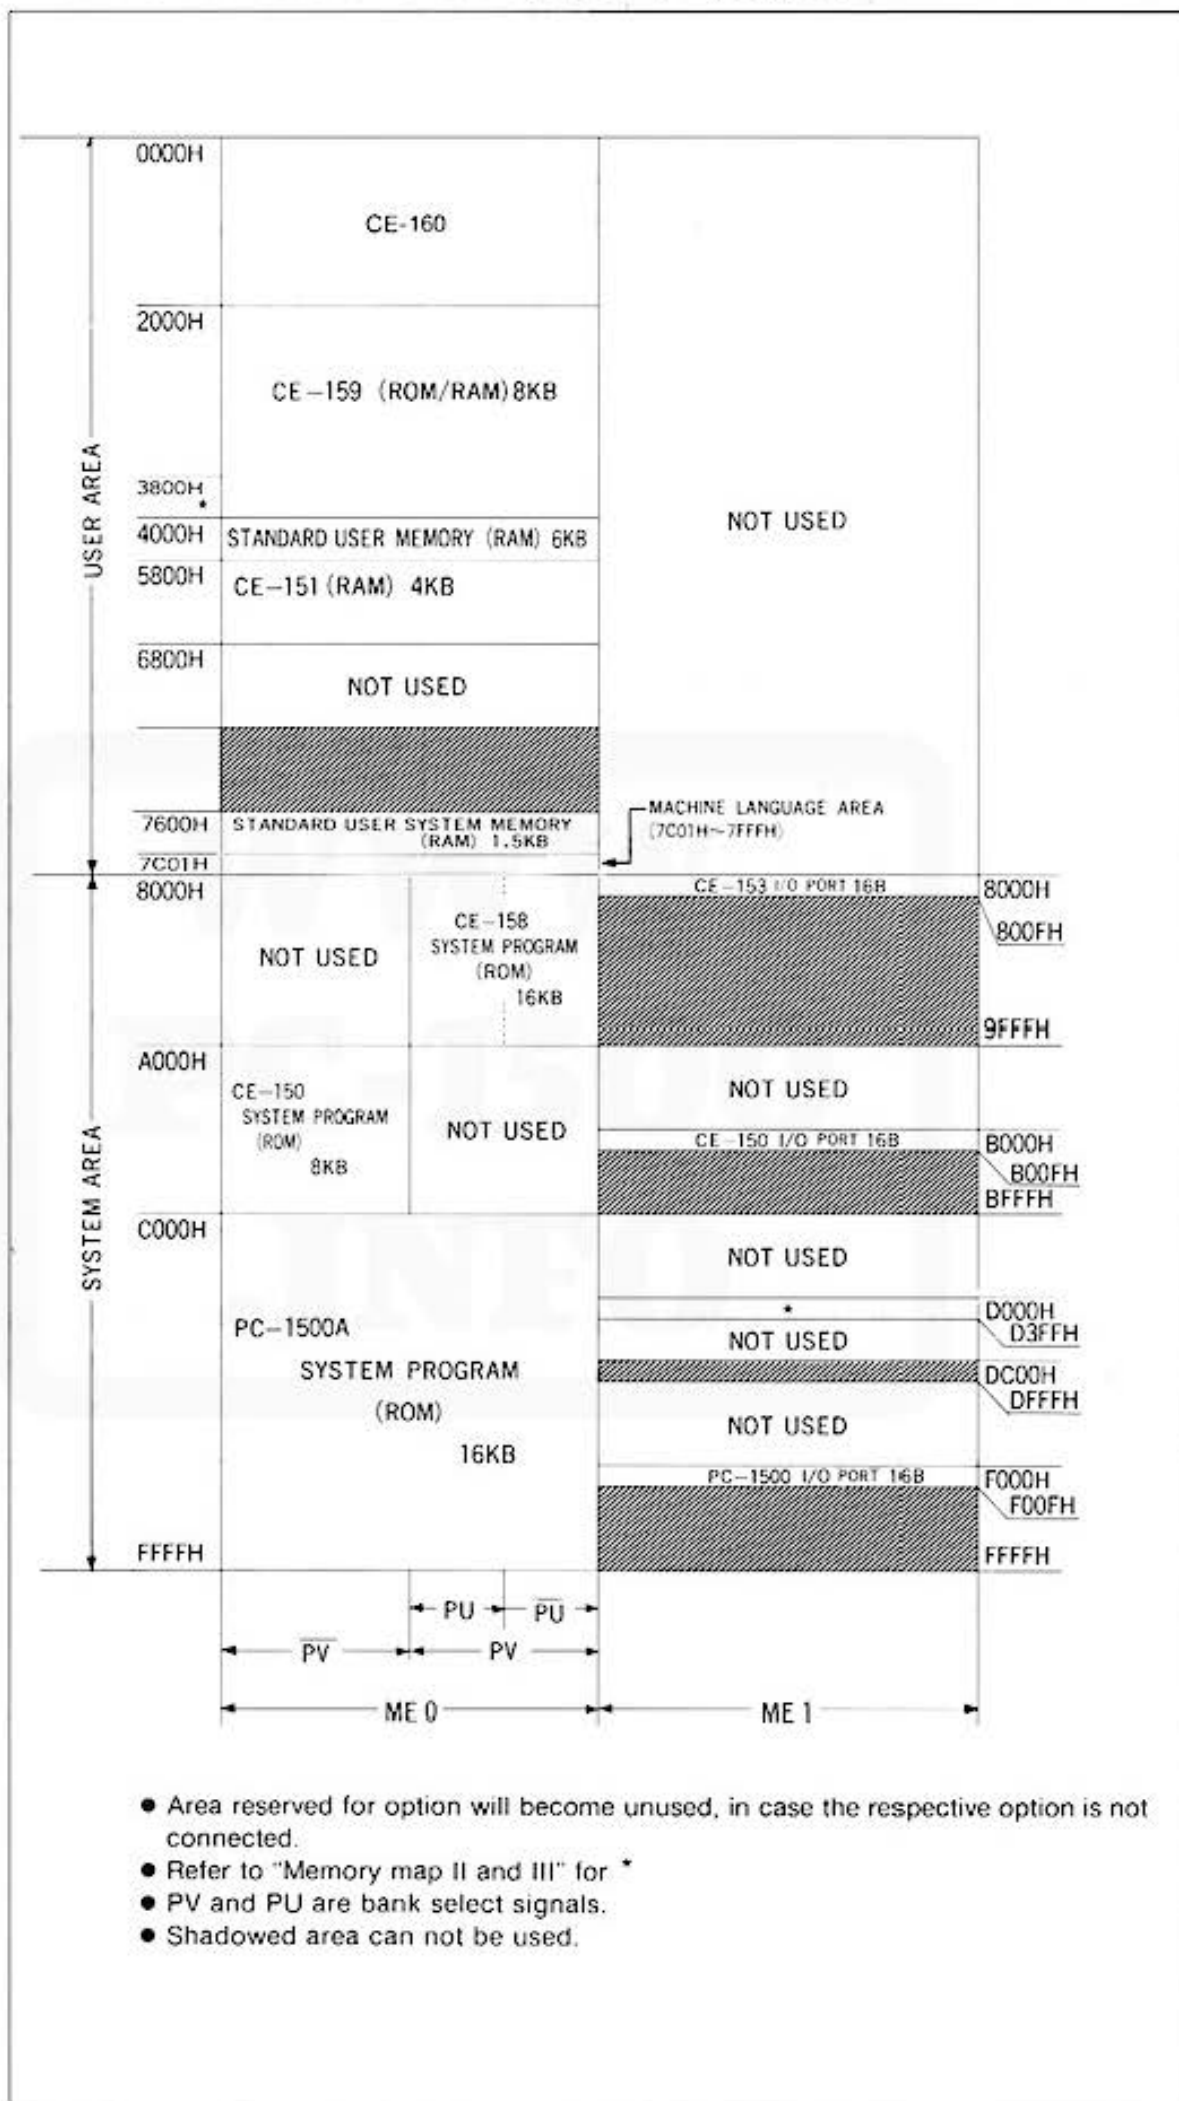 0000H
CE-160
2000H
CE-159 (ROM/RAM) 8KB
3800H
*
4000H
STANDARD USER MEMORY (RAM) 6KB
5800H
CE-151 (RAM) 4KB
6800H
NOT USED
7600H
STANDARD USER SYSTEM MEMORY
(RAM) 1.5KB
7C01H
USER AREA
NOT USED
MACHINE LANGUAGE AREA
(7C01H~7FFFH)
8000H
NOT USED
CE-158
SYSTEM PROGRAM
(ROM)
16KB
CE-153 I/O PORT 16B
8000H
800FH
9FFFH
A000H
CE-150
SYSTEM PROGRAM
(ROM)
8KB
NOT USED
NOT USED
CE-150 I/O PORT 16B
B000H
B00FH
BFFFH
SYSTEM AREA
C000H
PC-1500A
SYSTEM PROGRAM
(ROM)
16KB
NOT USED
*
D000H
D3FFH
NOT USED
DC00H
DFFFH
NOT USED
PC-1500 I/O PORT 16B
F000H
F00FH
FFFFH
FFFFH
PU
P̅U̅
P̅V̅
PV
ME 0
ME 1
● Area reserved for option will become unused, in case the respective option is not
connected.
● Refer to "Memory map II and III" for *
● PV and PU are bank select signals.
● Shadowed area can not be used.